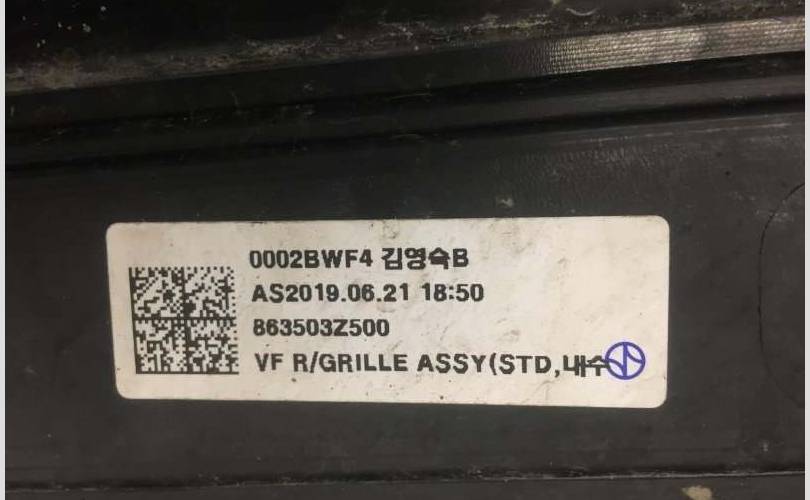 0002BWF4 김영숙B
AS2019.06.21 18:50
863503Z500
VF R/GRILLE ASSY(STD,내수